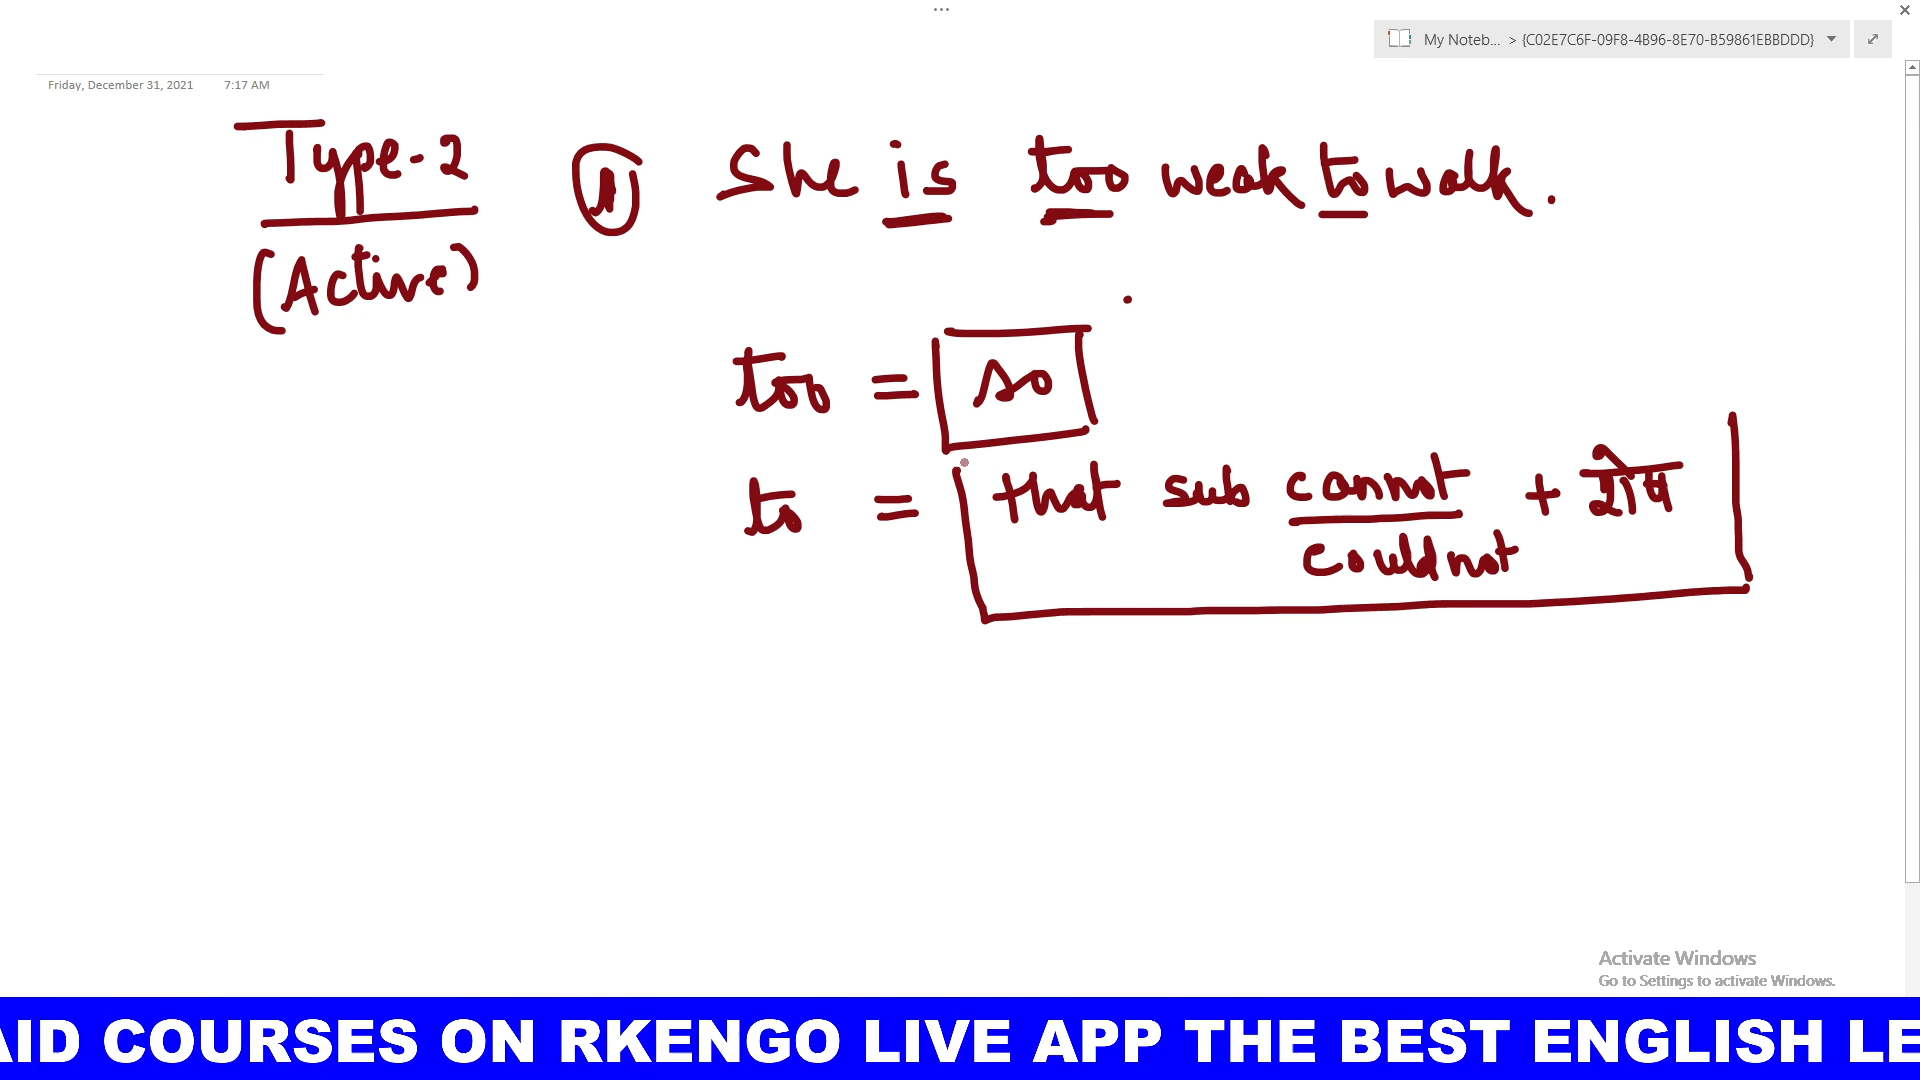 ...
My Noteb... > {C02E7C6F-09F8-4B96-8E70-B59861EBBDDD}
Friday, December 31, 2021 7:17 AM
Type-2 ① She is too weak to walk.
(Active)
too = so
to = that sub cannot + शेष
could not
Activate Windows
Go to Settings to activate Windows.
AID COURSES ON RKENGO LIVE APP THE BEST ENGLISH LE